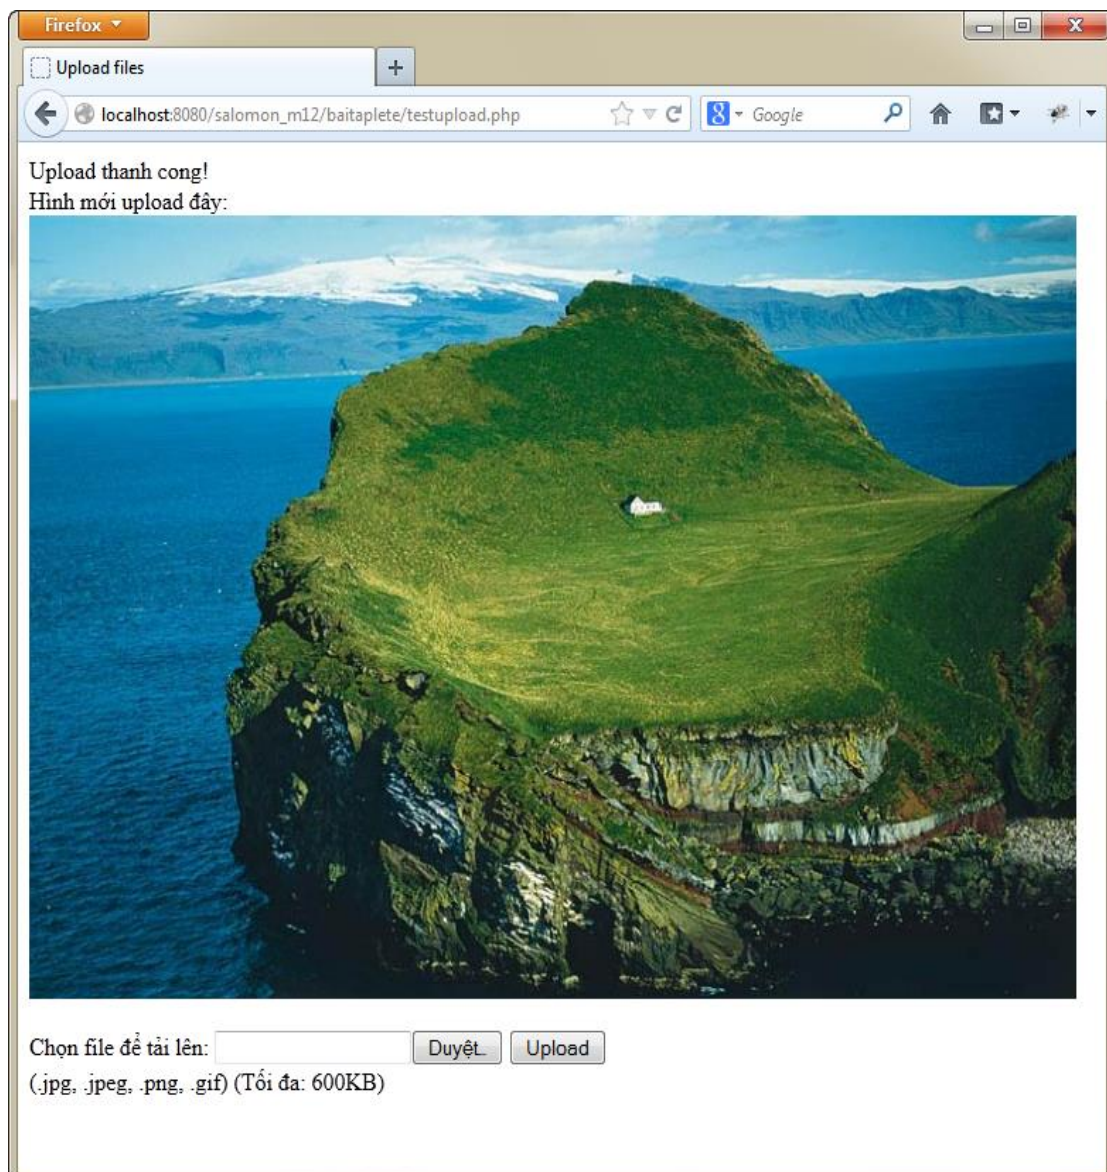 Firefox
Upload files
localhost:8080/salomon_m12/baitaplete/testupload.php
8 Google
Upload thanh cong!
Hình mới upload đây:
Chọn file để tải lên: Duyệt.. Upload
(.jpg, .jpeg, .png, .gif) (Tối đa: 600KB)